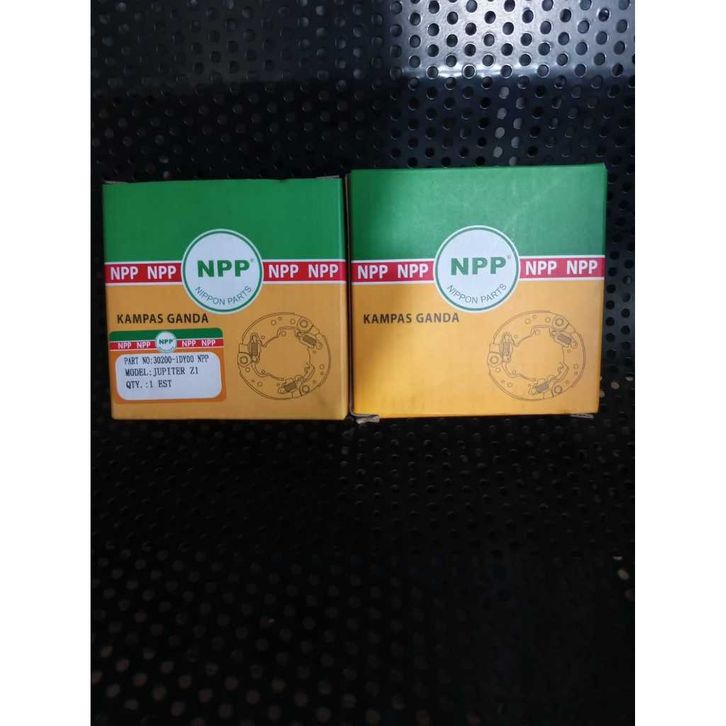 NPP NPP NPP® NPP NPP
NIPPON PARTS
KAMPAS GANDA
NPP NPP NPP NPP NPP
PART NO:30200-1DY00 NPP
MODEL:JUPITER Z1
QTY.:1 EST
NPP NPP NPP® NPP NPP
NIPPON PARTS
KAMPAS GANDA